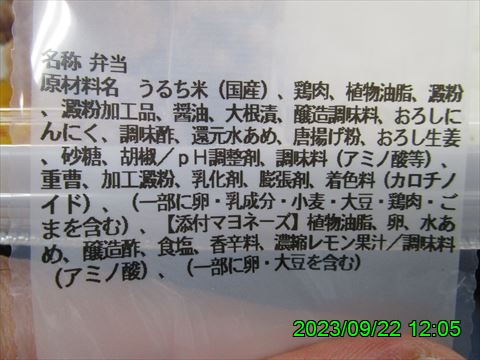 名称 弁当
原材料名　うるち米（国産）、鶏肉、植物油脂、澱粉
、澱粉加工品、醤油、大根漬、醸造調味料、おろしに
んにく、調味酢、還元水あめ、唐揚げ粉、おろし生姜
、砂糖、胡椒／ｐＨ調整剤、調味料（アミノ酸等）、
重曹、加工澱粉、乳化剤、膨張剤、着色料（カロチノ
イド）、（一部に卵・乳成分・小麦・大豆・鶏肉・ご
まを含む）、【添付マヨネーズ】植物油脂、卵、水あ
め、醸造酢、食塩、香辛料、濃縮レモン果汁／調味料
（アミノ酸）、（一部に卵・大豆を含む）
2023/09/22 12:05